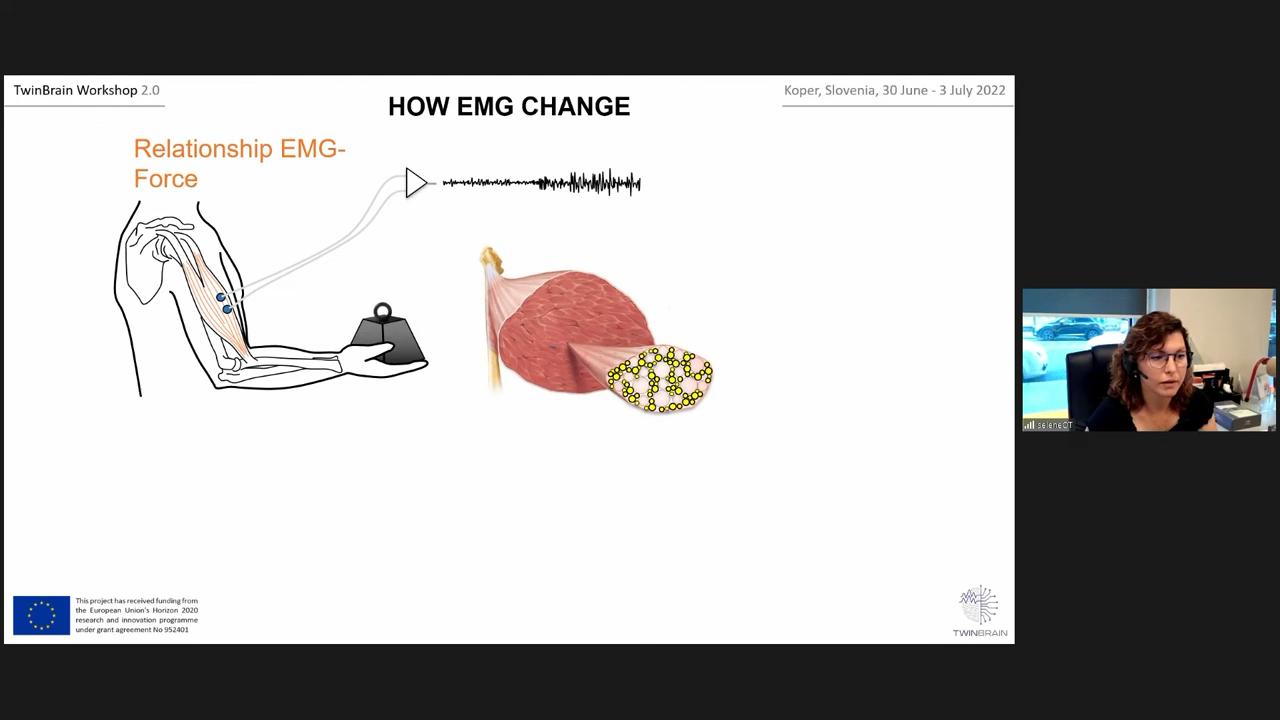 TwinBrain Workshop 2.0
Koper, Slovenia, 30 June - 3 July 2022
HOW EMG CHANGE
Relationship EMG-
Force
seleneOT
This project has received funding from
the European Union's Horizon 2020
research and innovation programme
under grant agreement No 952401
TWINBRAIN